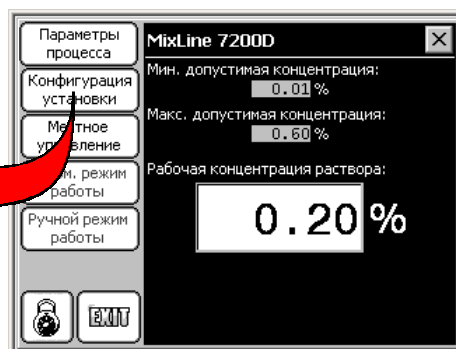 Параметры
процесса
Конфигурация
установки
Местное
управление
режим
работы
Ручной режим
работы
EXIT
MixLine 7200D
Мин. допустимая концентрация:
0.01 %
Макс. допустимая концентрация:
0.60 %
Рабочая концентрация раствора:
0.20 %